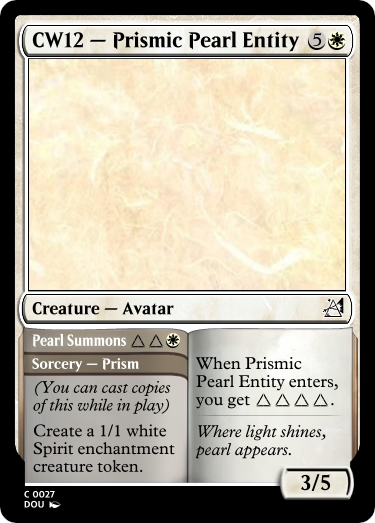 CW12 — Prismic Pearl Entity 5
Creature — Avatar
Pearl Summons △△
Sorcery — Prism
(You can cast copies
of this while in play)
Create a 1/1 white
Spirit enchantment
creature token.
When Prismic
Pearl Entity enters,
you get △△△△.
Where light shines,
pearl appears.
3/5
C 0027
DOU